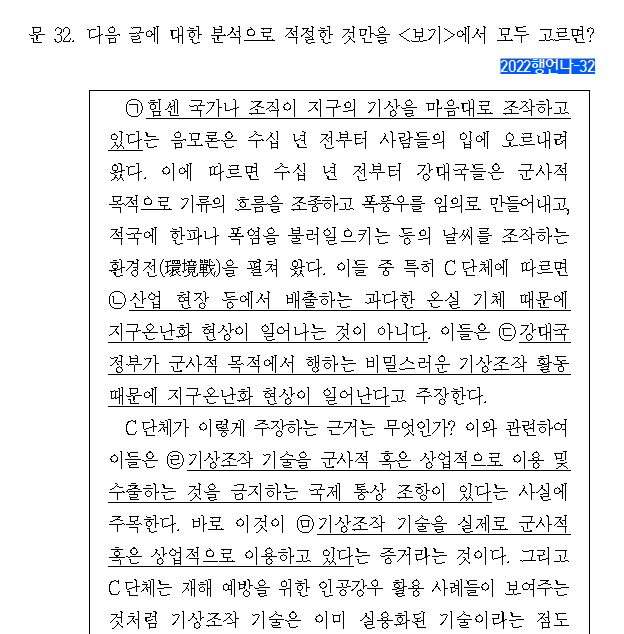 문 32. 다음 글에 대한 분석으로 적절한 것만을 <보기>에서 모두 고르면?
2022행언나-32
㉠힘센 국가나 조직이 지구의 기상을 마음대로 조작하고
있다는 음모론은 수십 년 전부터 사람들의 입에 오르내려
왔다. 이에 따르면 수십 년 전부터 강대국들은 군사적
목적으로 기류의 흐름을 조종하고 폭풍우를 임의로 만들어내고,
적국에 한파나 폭염을 불러일으키는 등의 날씨를 조작하는
환경전(環境戰)을 펼쳐 왔다. 이들 중 특히 C단체에 따르면
㉡산업 현장 등에서 배출하는 과다한 온실 기체 때문에
지구온난화 현상이 일어나는 것이 아니다. 이들은 ㉢강대국
정부가 군사적 목적에서 행하는 비밀스러운 기상조작 활동
때문에 지구온난화 현상이 일어난다고 주장한다.
C단체가 이렇게 주장하는 근거는 무엇인가? 이와 관련하여
이들은 ㉣기상조작 기술을 군사적 혹은 상업적으로 이용 및
수출하는 것을 금지하는 국제 통상 조항이 있다는 사실에
주목한다. 바로 이것이 ㉤기상조작 기술을 실제로 군사적
혹은 상업적으로 이용하고 있다는 증거라는 것이다. 그리고
C단체는 재해 예방을 위한 인공강우 활용 사례들이 보여주는
것처럼 기상조작 기술은 이미 실용화된 기술이라는 점도